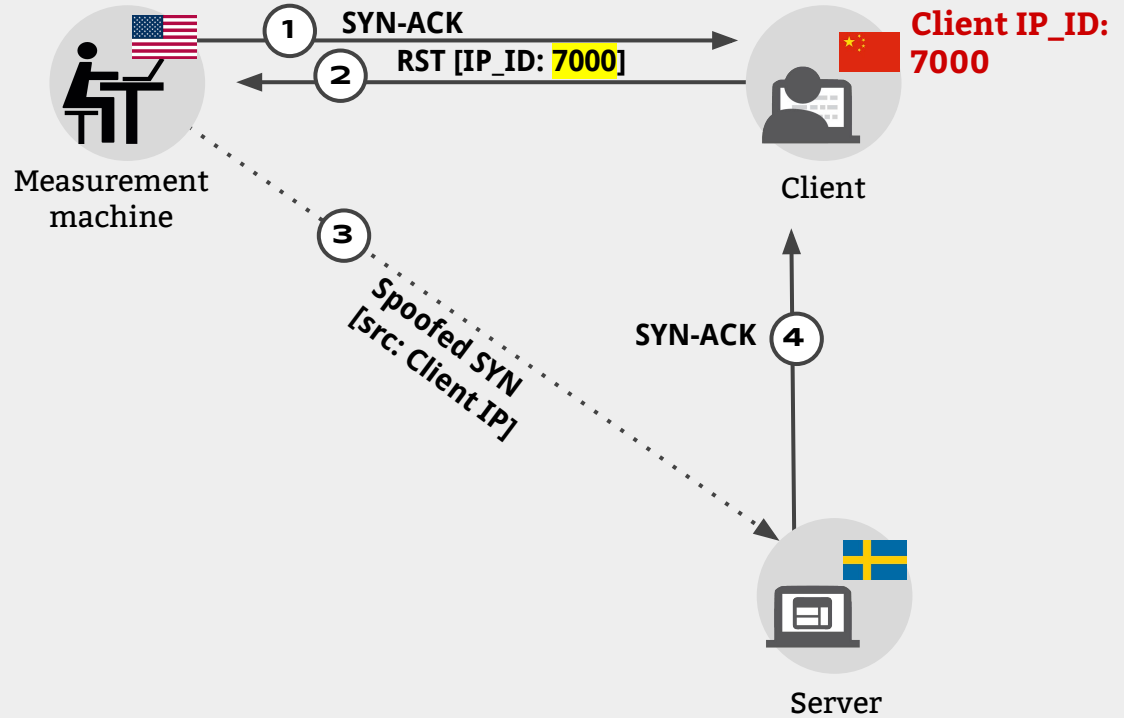 1
SYN-ACK
Client IP_ID:
7000
2
RST [IP_ID: 7000]
Measurement
machine
Client
3
Spoofed SYN
[src: Client IP]
SYN-ACK
4
Server